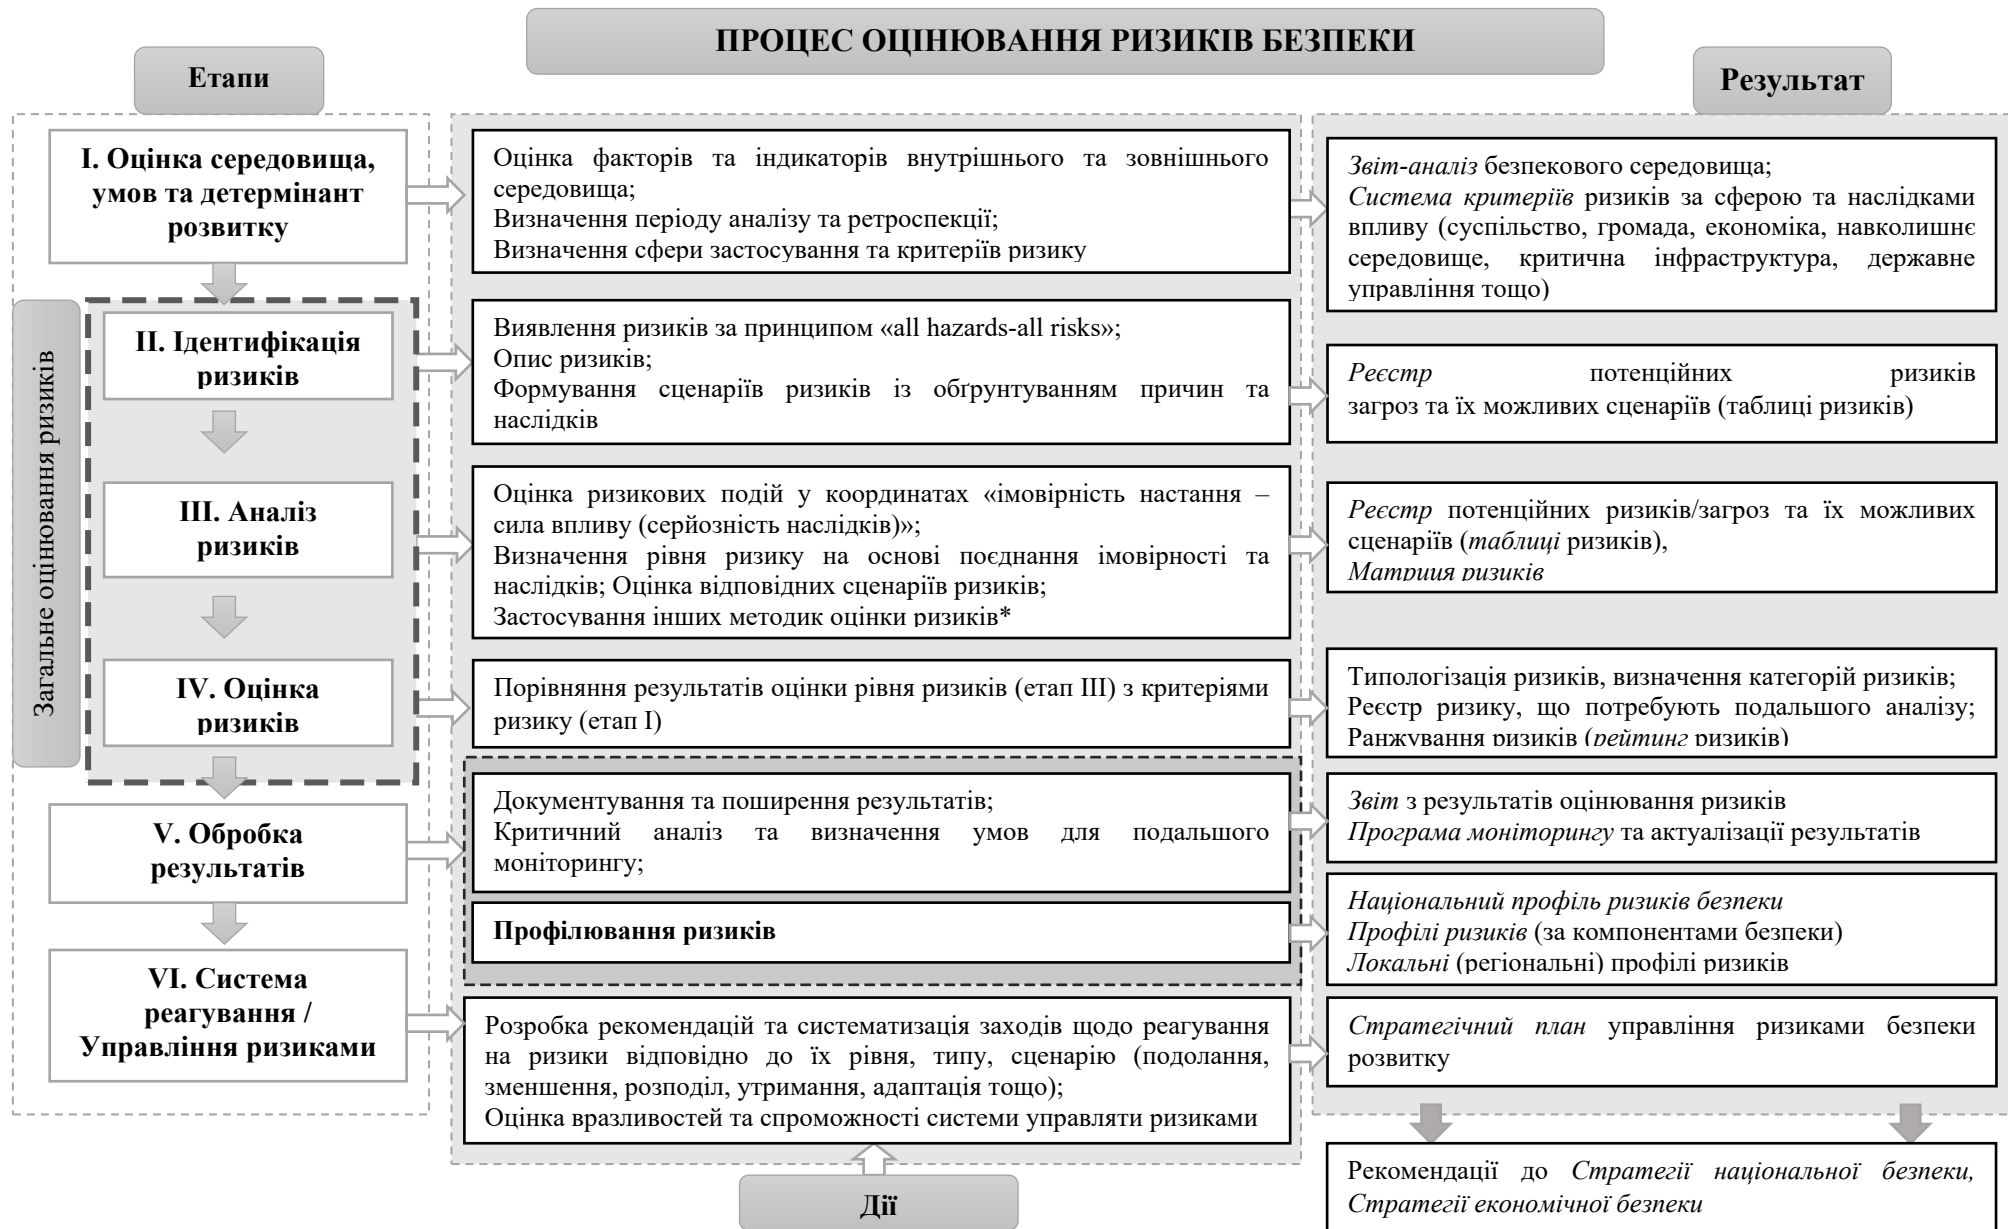 ПРОЦЕС ОЦІНЮВАННЯ РИЗИКІВ БЕЗПЕКИ
Етапи
Результат
І. Оцінка середовища,
умов та детермінант
розвитку
Оцінка факторів та індикаторів внутрішнього та зовнішнього
середовища;
Визначення періоду аналізу та ретроспекції;
Визначення сфери застосування та критеріїв ризику
Звіт-аналіз безпекового середовища;
Система критеріїв ризиків за сферою та наслідками
впливу (суспільство, громада, економіка, навколишнє
середовище, критична інфраструктура, державне
управління тощо)
Загальне оцінювання ризиків
ІІ. Ідентифікація
ризиків
Виявлення ризиків за принципом «all hazards-all risks»;
Опис ризиків;
Формування сценаріїв ризиків із обґрунтуванням причин та
наслідків
Реєстр потенційних ризиків
загроз та їх можливих сценаріїв (таблиці ризиків)
ІІІ. Аналіз
ризиків
Оцінка ризикових подій у координатах «імовірність настання –
сила впливу (серйозність наслідків)»;
Визначення рівня ризику на основі поєднання імовірності та
наслідків; Оцінка відповідних сценаріїв ризиків;
Застосування інших методик оцінки ризиків*
Реєстр потенційних ризиків/загроз та їх можливих
сценаріїв (таблиці ризиків),
Матриця ризиків
IV. Оцінка
ризиків
Порівняння результатів оцінки рівня ризиків (етап ІІІ) з критеріями
ризику (етап І)
Типологізація ризиків, визначення категорій ризиків;
Реєстр ризику, що потребують подальшого аналізу;
Ранжування ризиків (рейтинг ризиків)
V. Обробка
результатів
Документування та поширення результатів;
Критичний аналіз та визначення умов для подальшого
моніторингу;
Звіт з результатів оцінювання ризиків
Програма моніторингу та актуалізації результатів
Профілювання ризиків
Національний профіль ризиків безпеки
Профілі ризиків (за компонентами безпеки)
Локальні (регіональні) профілі ризиків
VI. Система
реагування /
Управління ризиками
Розробка рекомендацій та систематизація заходів щодо реагування
на ризики відповідно до їх рівня, типу, сценарію (подолання,
зменшення, розподіл, утримання, адаптація тощо);
Оцінка вразливостей та спроможності системи управляти ризиками
Стратегічний план управління ризиками безпеки
розвитку
Дії
Рекомендації до Стратегії національної безпеки,
Стратегії економічної безпеки